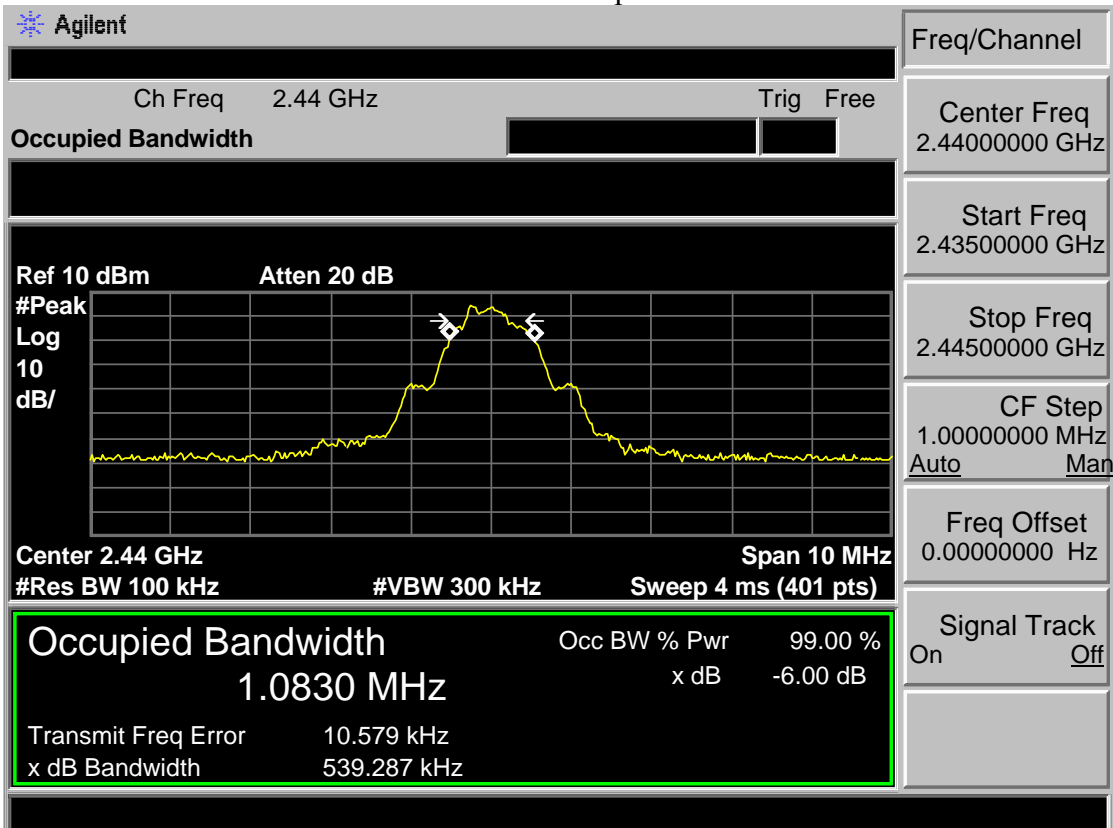 Agilent
Freq/Channel
Ch Freq 2.44 GHz Trig Free
Occupied Bandwidth
Center Freq
2.44000000 GHz
Start Freq
2.43500000 GHz
Ref 10 dBm Atten 20 dB
#Peak
Log
10
dB/
Stop Freq
2.44500000 GHz
CF Step
1.00000000 MHz
Auto Man
Freq Offset
0.00000000 Hz
Center 2.44 GHz Span 10 MHz
#Res BW 100 kHz #VBW 300 kHz Sweep 4 ms (401 pts)
Signal Track
On Off
Occupied Bandwidth Occ BW % Pwr 99.00 %
1.0830 MHz x dB -6.00 dB
Transmit Freq Error 10.579 kHz
x dB Bandwidth 539.287 kHz